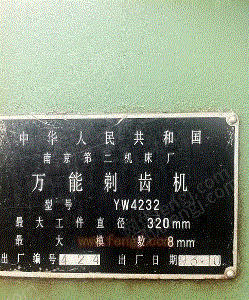 中华人民共和国
南京第二机床厂
万能剃齿机
型号 YW4232
最大工件直径 320mm
最大模数 8mm
出厂编号 424 出厂日期